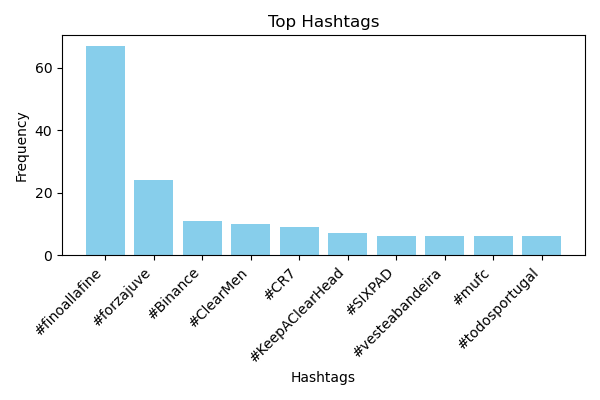 Top Hashtags
Frequency
60
40
20
0
#finoallafine
#forzajuve
#Binance
#ClearMen
#CR7
#KeepAClearHead
#SIXPAD
#vesteabandeira
#mufc
#todosportugal
Hashtags